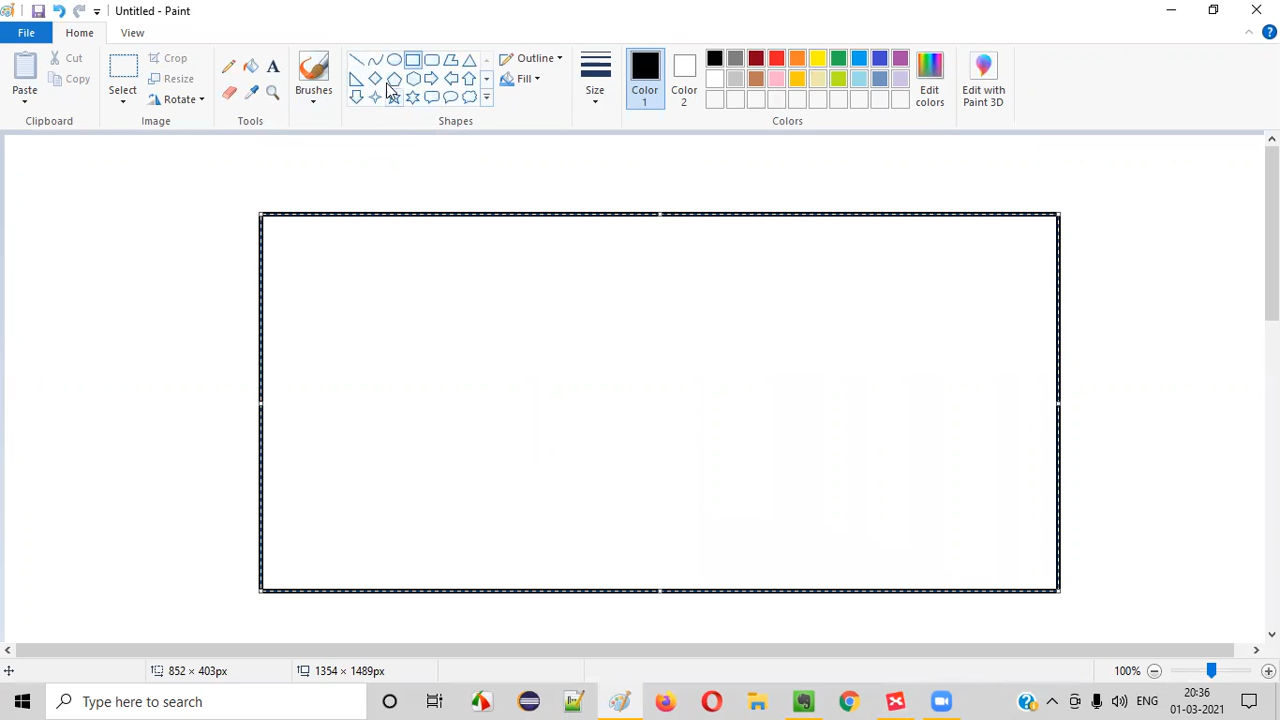 Untitled - Paint
File Home View
Paste
Cut
Copy
Clipboard
Select
Crop
Resize
Rotate
Image
A
Tools
Brushes
Outline
Fill
Shapes
Size
Color 1
Color 2
Edit colors
Colors
Edit with Paint 3D
852 × 403px
1354 × 1489px
100%
Type here to search
ENG
20:36
01-03-2021